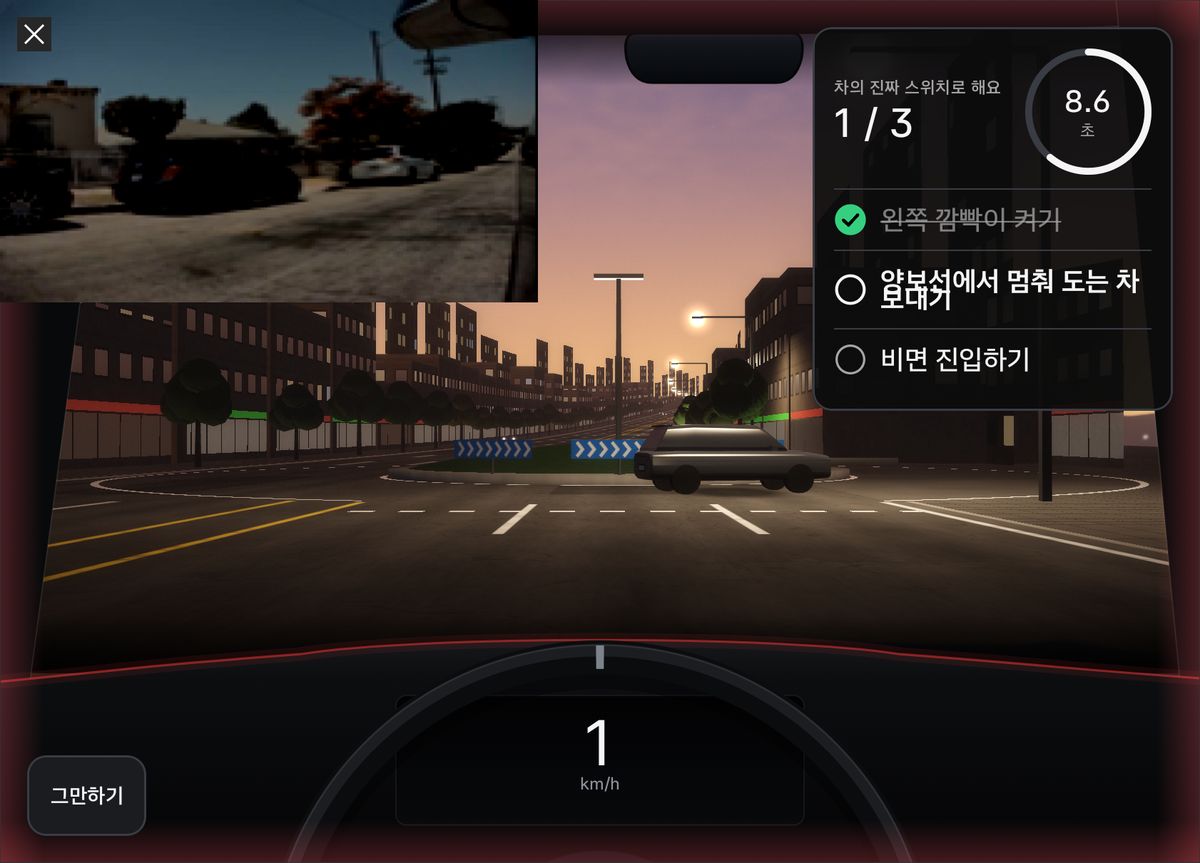 차의 진짜 스위치로 해요
1 / 3
8.6
초
왼쪽 깜빡이 켜기
양보선에서 멈춰 도는 차
보내기
비면 진입하기
1
km/h
그만하기